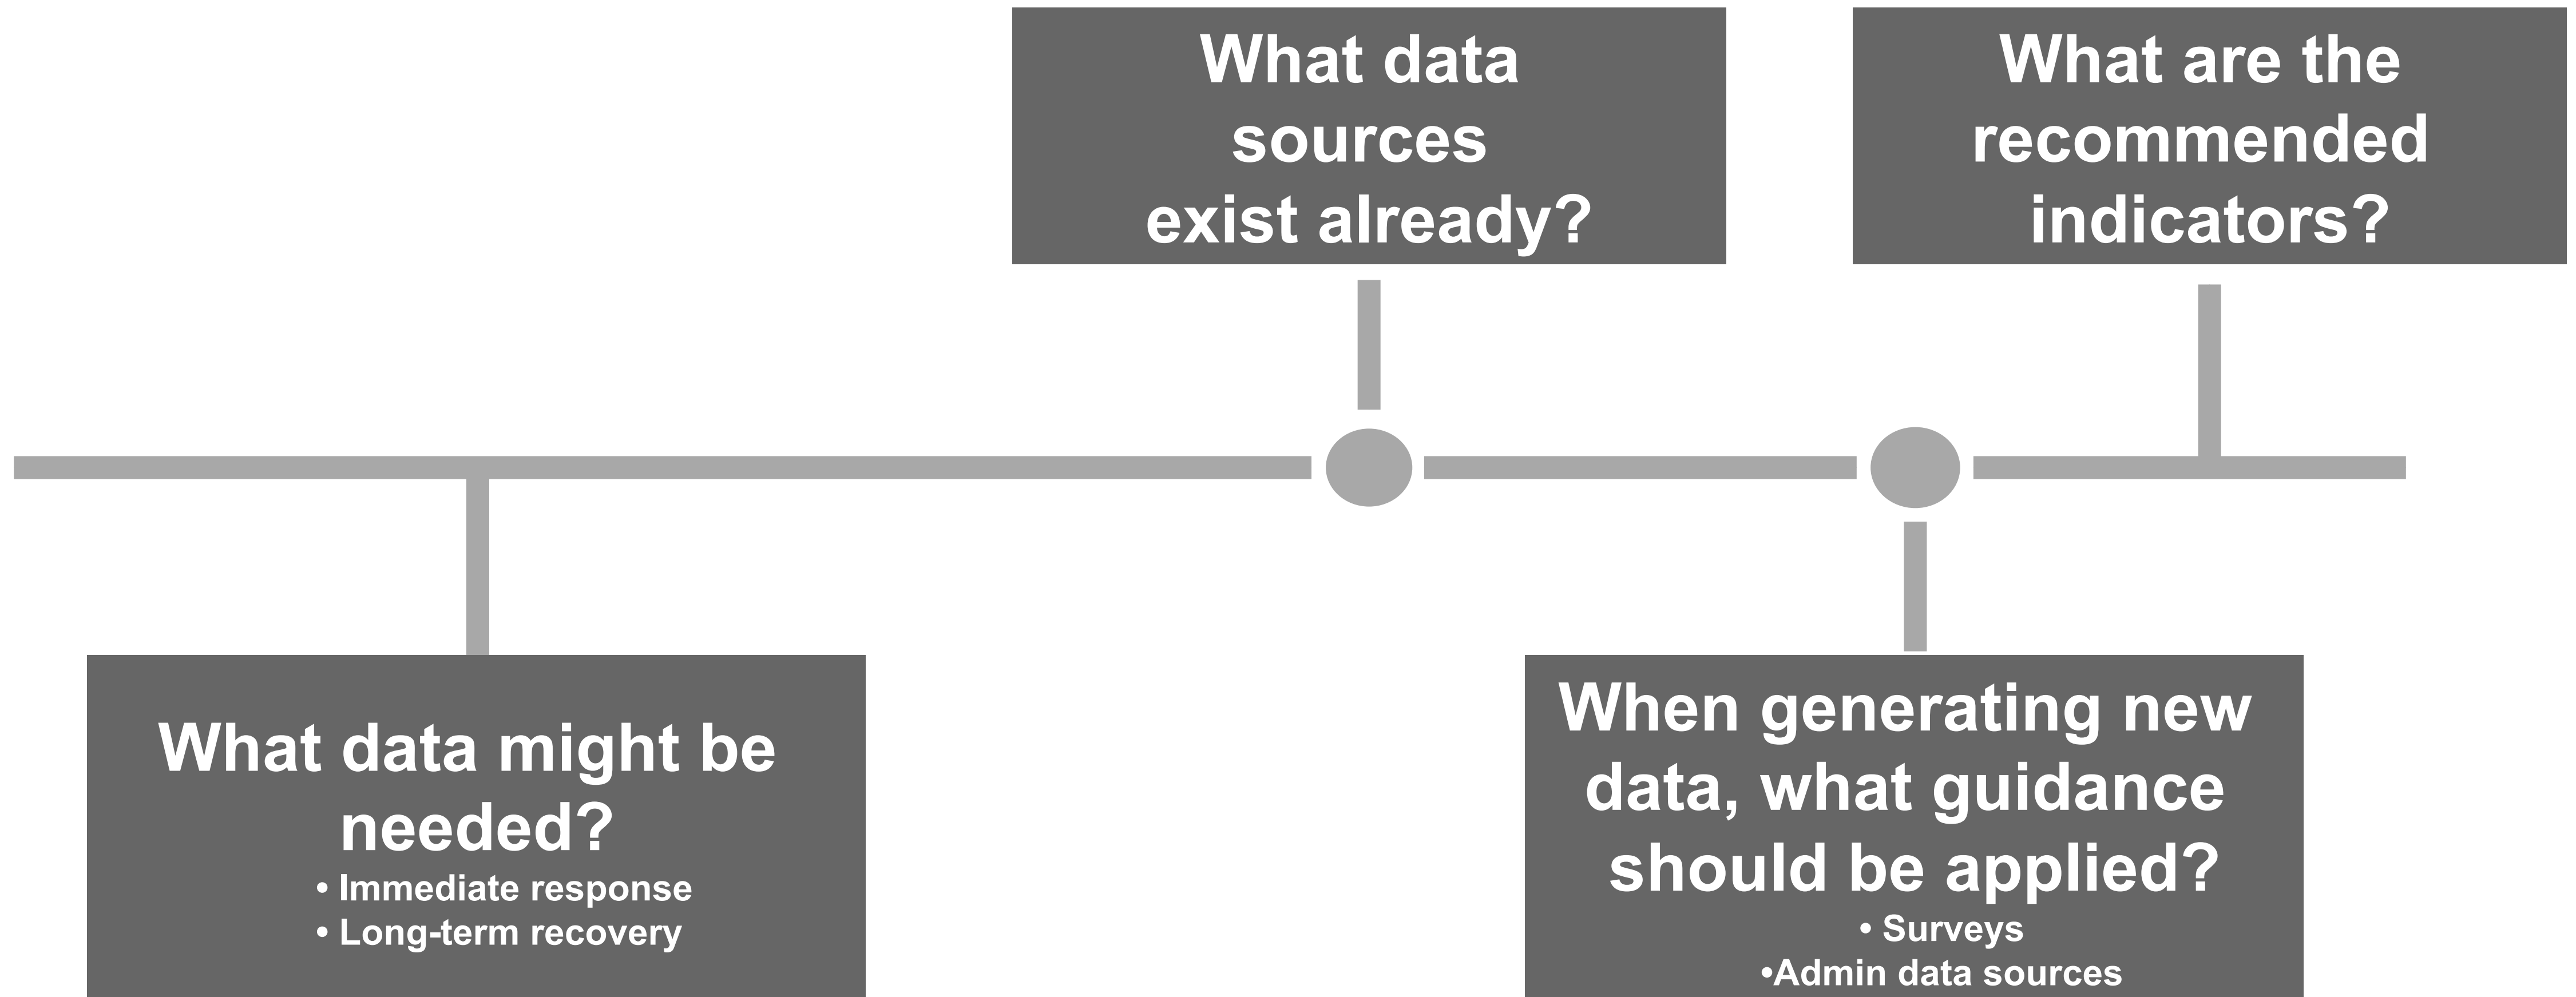 What data
sources
exist already?
What are the
recommended
indicators?
What data might be
needed?
• Immediate response
• Long-term recovery
When generating new
data, what guidance
should be applied?
• Surveys
•Admin data sources